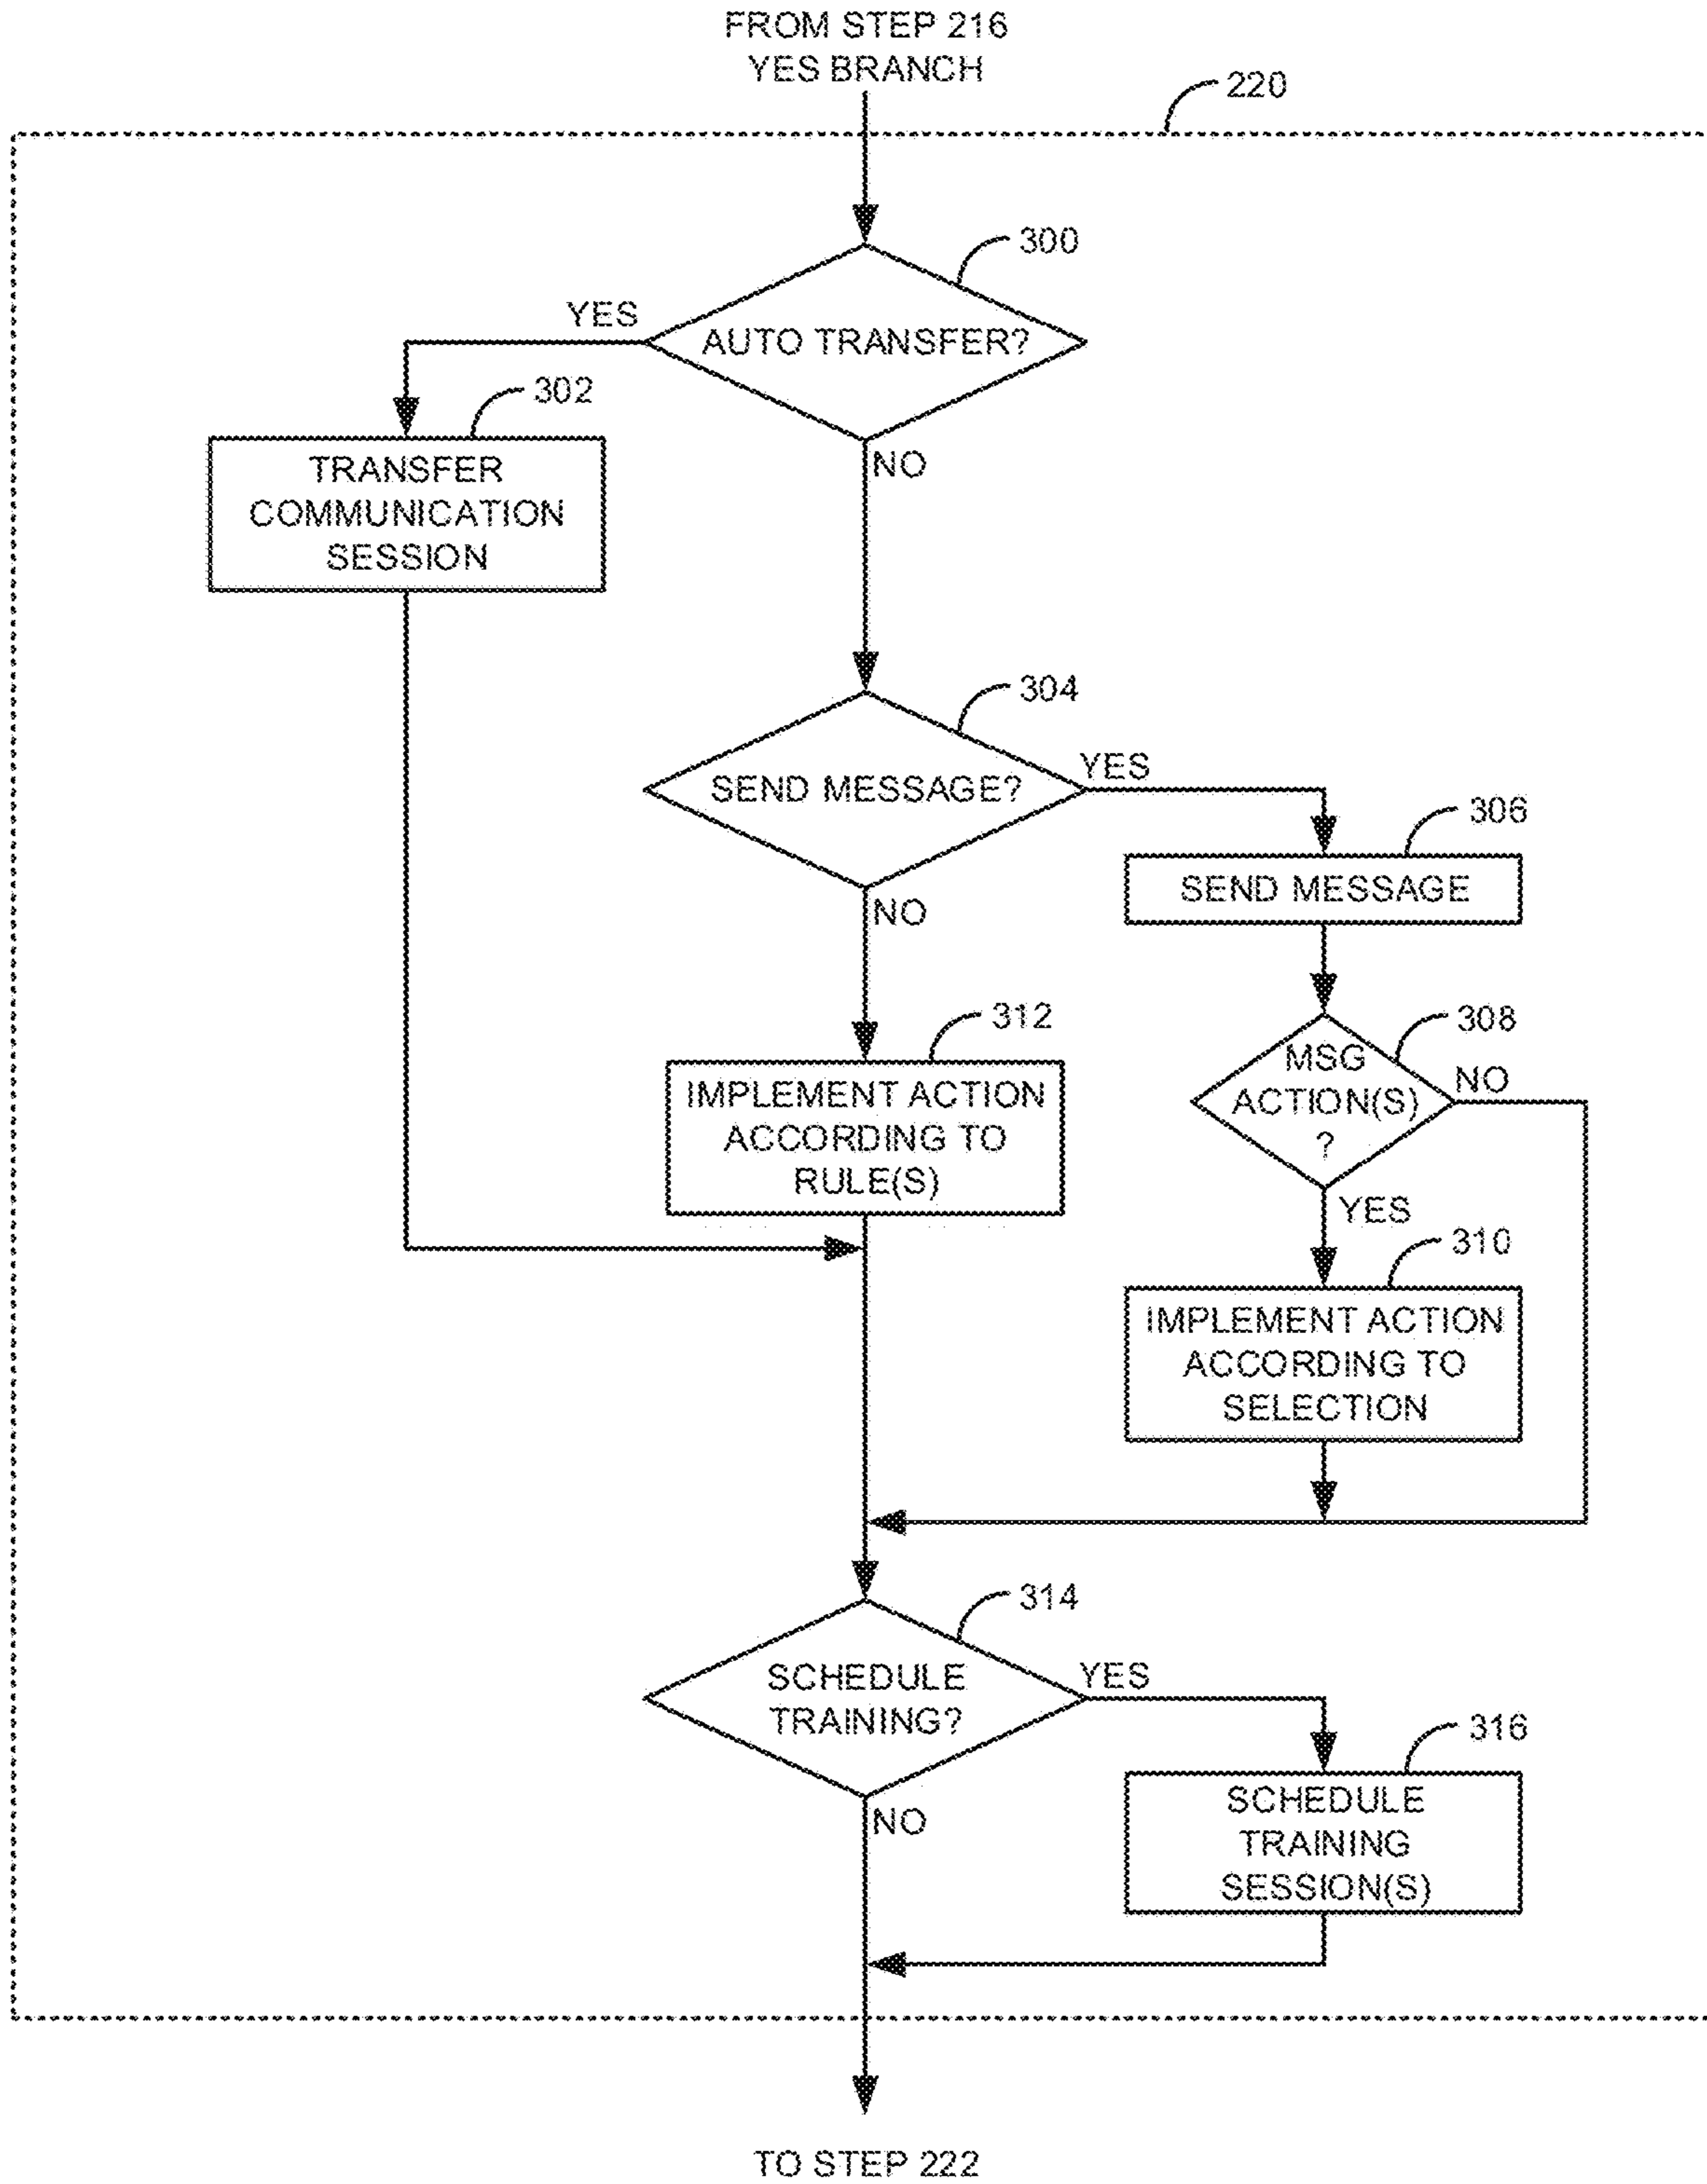 FROM STEP 216
YES BRANCH
220
300
YES
AUTO TRANSFER?
302
NO
TRANSFER
COMMUNICATION
SESSION
304
YES
SEND MESSAGE?
306
SEND MESSAGE
NO
312
308
MSG
ACTION(S)
?
NO
IMPLEMENT ACTION
ACCORDING TO
RULE(S)
YES
310
IMPLEMENT ACTION
ACCORDING TO
SELECTION
314
SCHEDULE
TRAINING?
YES
316
NO
SCHEDULE
TRAINING
SESSION(S)
TO STEP 222